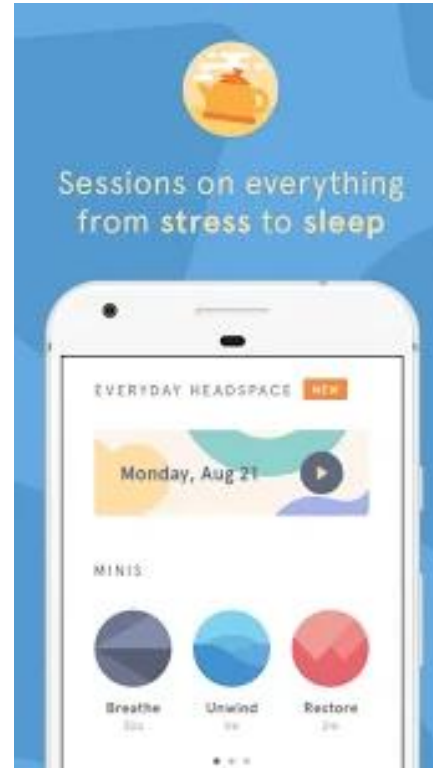 Sessions on everything
from stress to sleep
EVERYDAY HEADSPACE NEW
Monday, Aug 21
MINIS
Breathe Unwind Restore